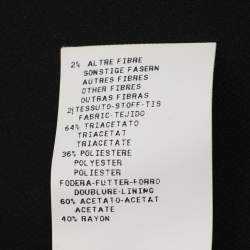 2% ALTRE FIBRE
SONSTIGE FASERN
AUTRES FIBRES
OTHER FIBRES
OUTRAS FIBRAS
2)TESSUTO-STOFF-TIS
FABRIC-TEJIDO
64% TRIACETATO
TRIACETAT
TRIACETATE
36% POLIESTERE
POLYESTER
POLIESTER
FODERA-FUTTER-FORRO
DOUBLURE-LINING
60% ACETATO-ACETAT
ACETATE
40% RAYON